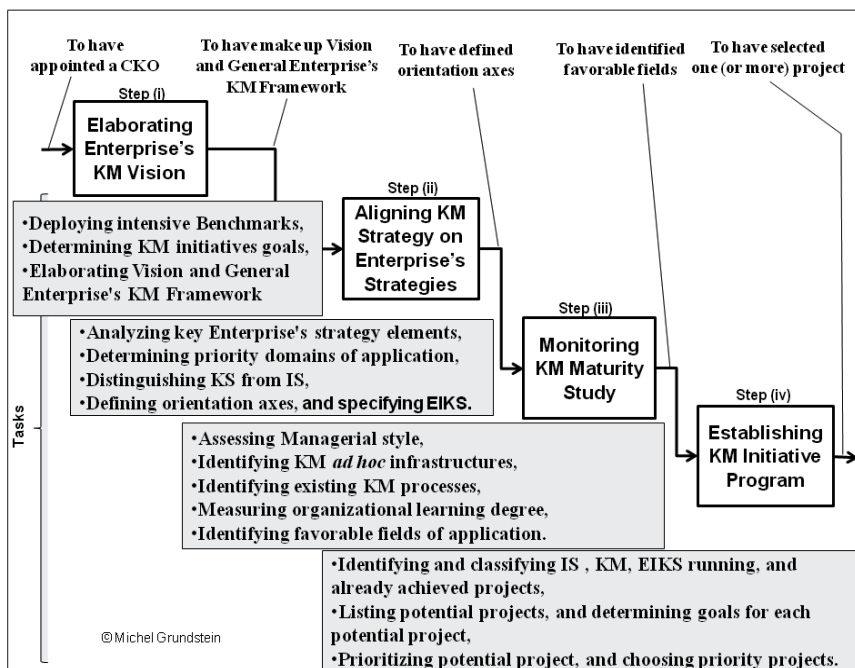 To have
appointed a CKO
To have make up Vision
and General Enterprise's
KM Framework
To have defined
orientation axes
To have identified
favorable fields
To have selected
one (or more) project
Step (i)
Elaborating
Enterprise's
KM Vision
Step (ii)
Aligning KM
Strategy on
Enterprise's
Strategies
Step (iii)
Monitoring
KM Maturity
Study
Step (iv)
Establishing
KM Initiative
Program
Tasks
•Deploying intensive Benchmarks,
•Determining KM initiatives goals,
•Elaborating Vision and General
Enterprise's KM Framework
•Analyzing key Enterprise's strategy elements,
•Determining priority domains of application,
•Distinguishing KS from IS,
•Defining orientation axes, and specifying EIKS.
•Assessing Managerial style,
•Identifying KM ad hoc infrastructures,
•Identifying existing KM processes,
•Measuring organizational learning degree,
•Identifying favorable fields of application.
•Identifying and classifying IS , KM, EIKS running, and
already achieved projects,
•Listing potential projects, and determining goals for each
potential project,
•Prioritizing potential project, and choosing priority projects.
©Michel Grundstein